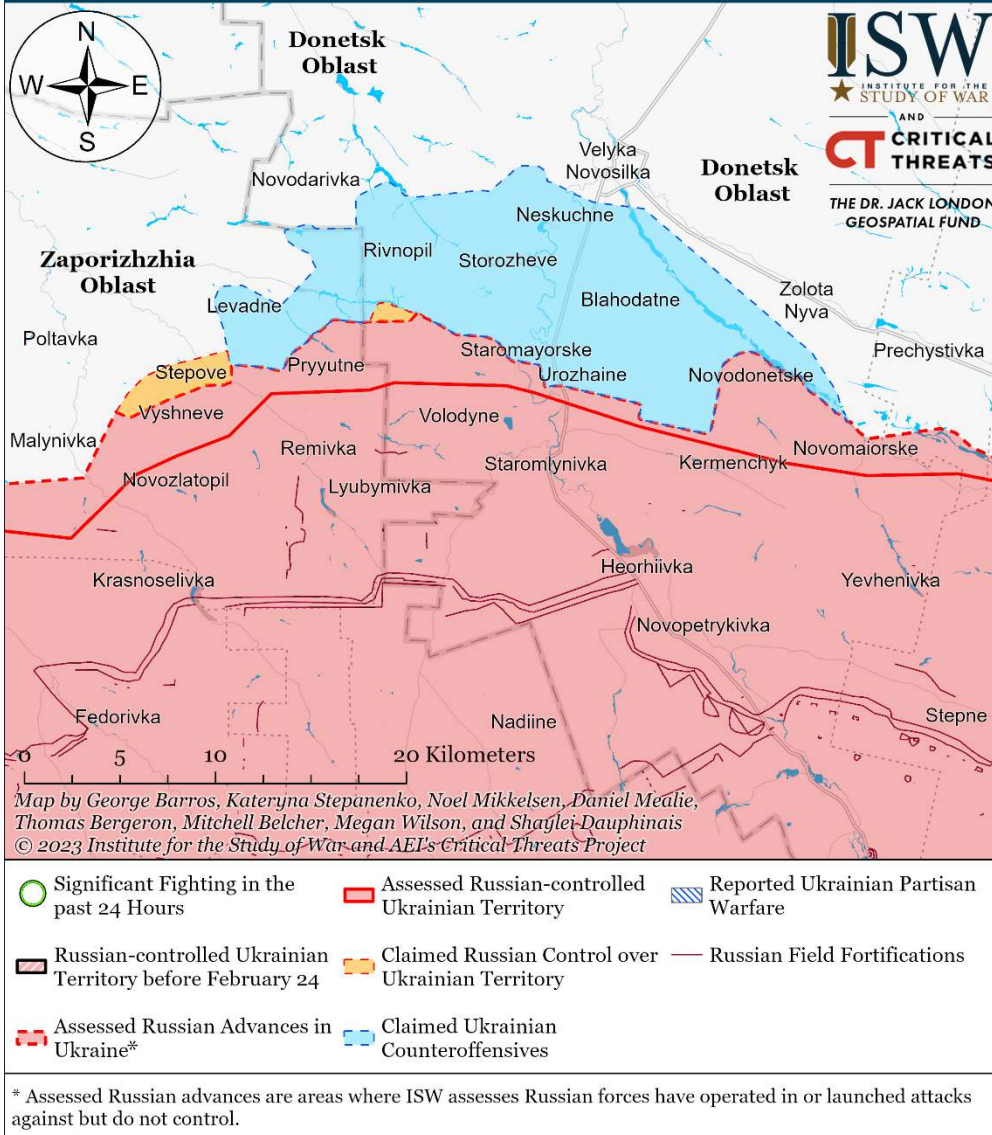 N
W
E
S
Donetsk
Oblast
ISW
INSTITUTE FOR THE
STUDY OF WAR
AND
CT CRITICAL
THREATS
THE DR. JACK LONDON
GEOSPATIAL FUND
Velyka
Novosilka
Donetsk
Oblast
Novodarivka
Neskuchne
Rivnopil
Storozheve
Zaporizhzhia
Oblast
Blahodatne
Zolota
Nyva
Levadne
Poltavka
Prechystivka
Staromayorske
Pryyutne
Urozhaine
Novodonetske
Stepove
Vyshneve
Volodyne
Malynivka
Remivka
Novomaiorske
Staromlynivka
Kermenchyk
Novozlatopil
Lyubymivka
Heorhiivka
Krasnoselivka
Yevhenivka
Novopetrykivka
Fedorivka
Nadiine
Stepne
0 5 10 20 Kilometers
Map by George Barros, Kateryna Stepanenko, Noel Mikkelsen, Daniel Mealie,
Thomas Bergeron, Mitchell Belcher, Megan Wilson, and Shaylei Dauphinais
© 2023 Institute for the Study of War and AEI's Critical Threats Project
Significant Fighting in the
past 24 Hours
Assessed Russian-controlled
Ukrainian Territory
Reported Ukrainian Partisan
Warfare
Russian-controlled Ukrainian
Territory before February 24
Claimed Russian Control over
Ukrainian Territory
Russian Field Fortifications
Assessed Russian Advances in
Ukraine*
Claimed Ukrainian
Counteroffensives
* Assessed Russian advances are areas where ISW assesses Russian forces have operated in or launched attacks
against but do not control.